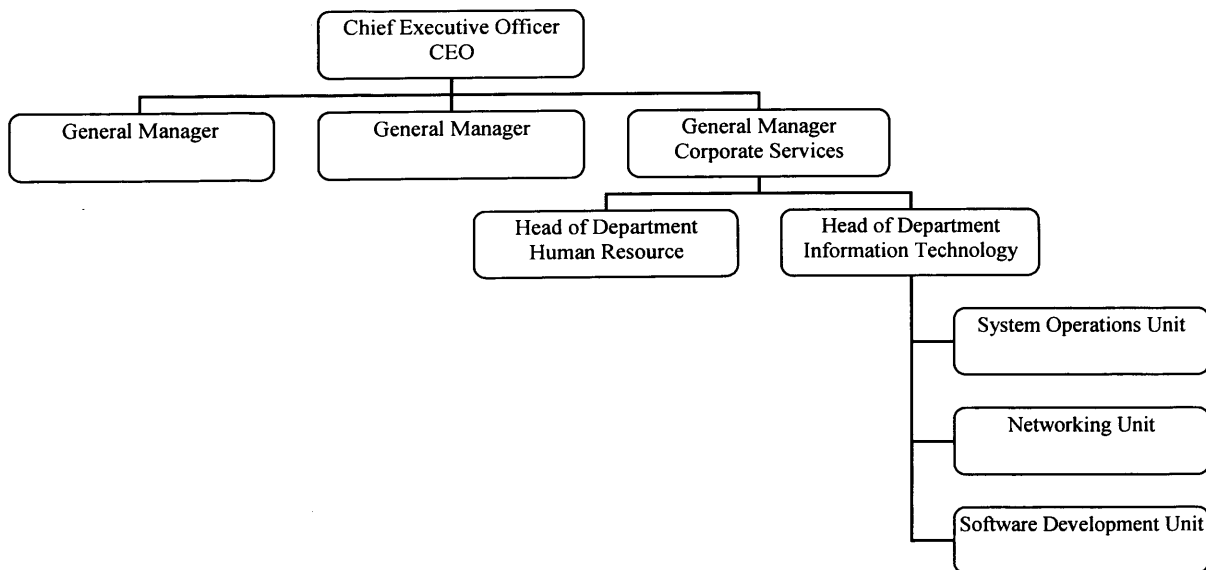 Chief Executive Officer
CEO
General Manager
General Manager
General Manager
Corporate Services
Head of Department
Human Resource
Head of Department
Information Technology
System Operations Unit
Networking Unit
Software Development Unit